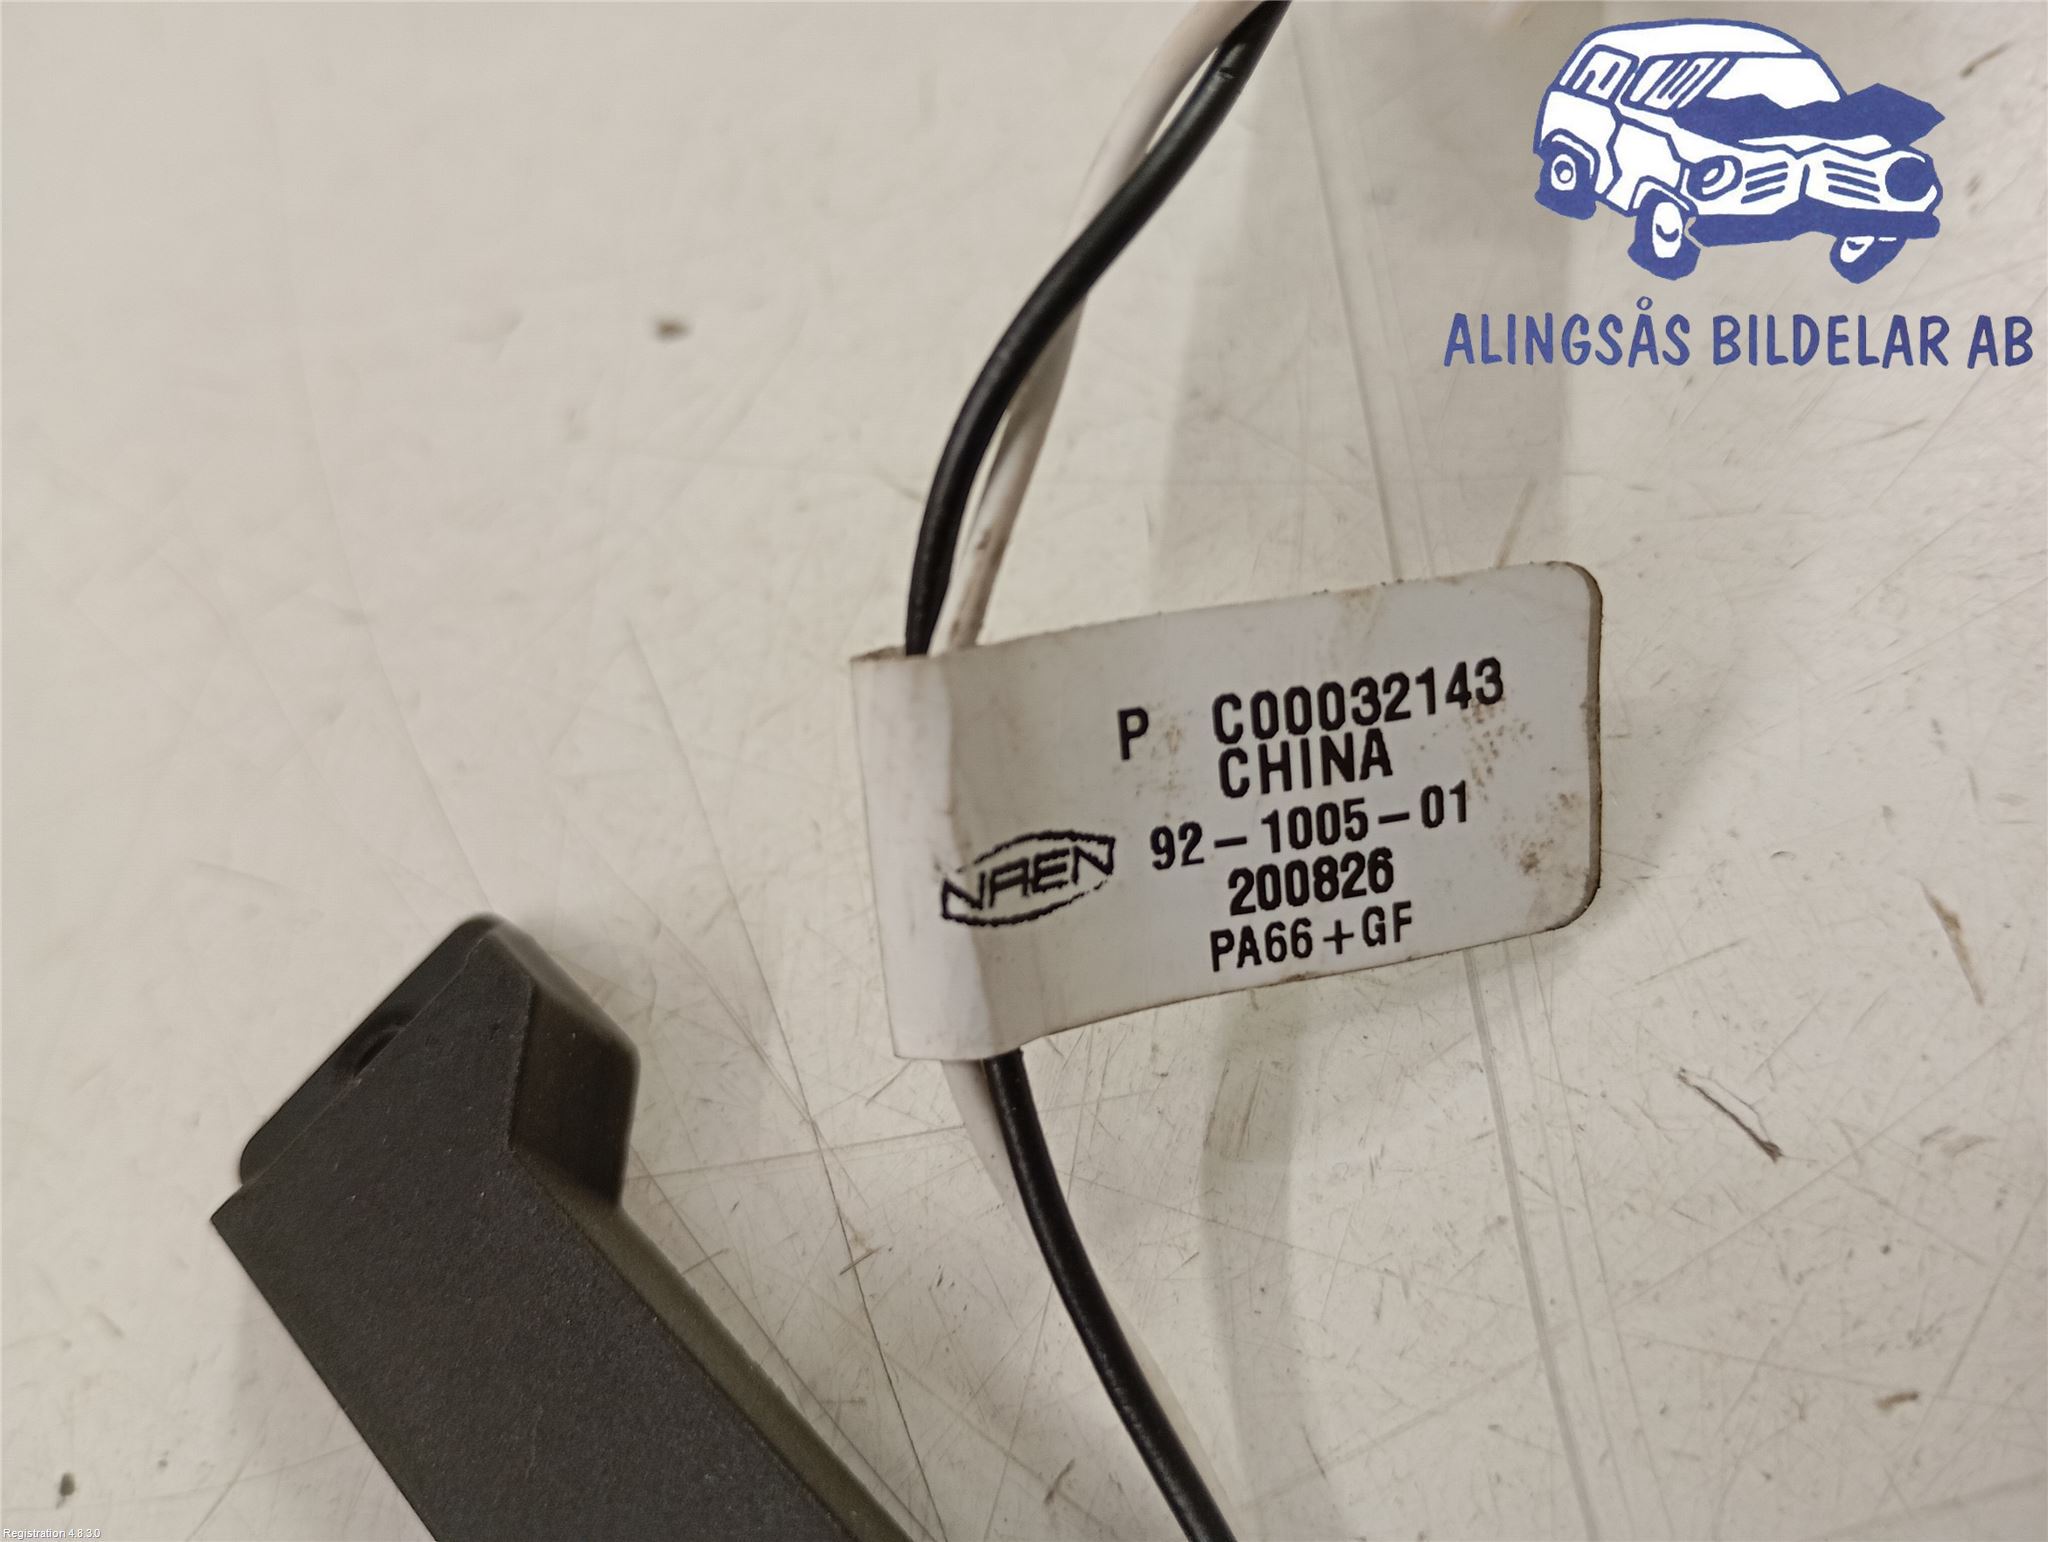 ALINGSÅS BILDELAR AB
P C00032143
CHINA
92-1005-01
NAEN
200826
PA66+GF
Registration 4.8.3.0